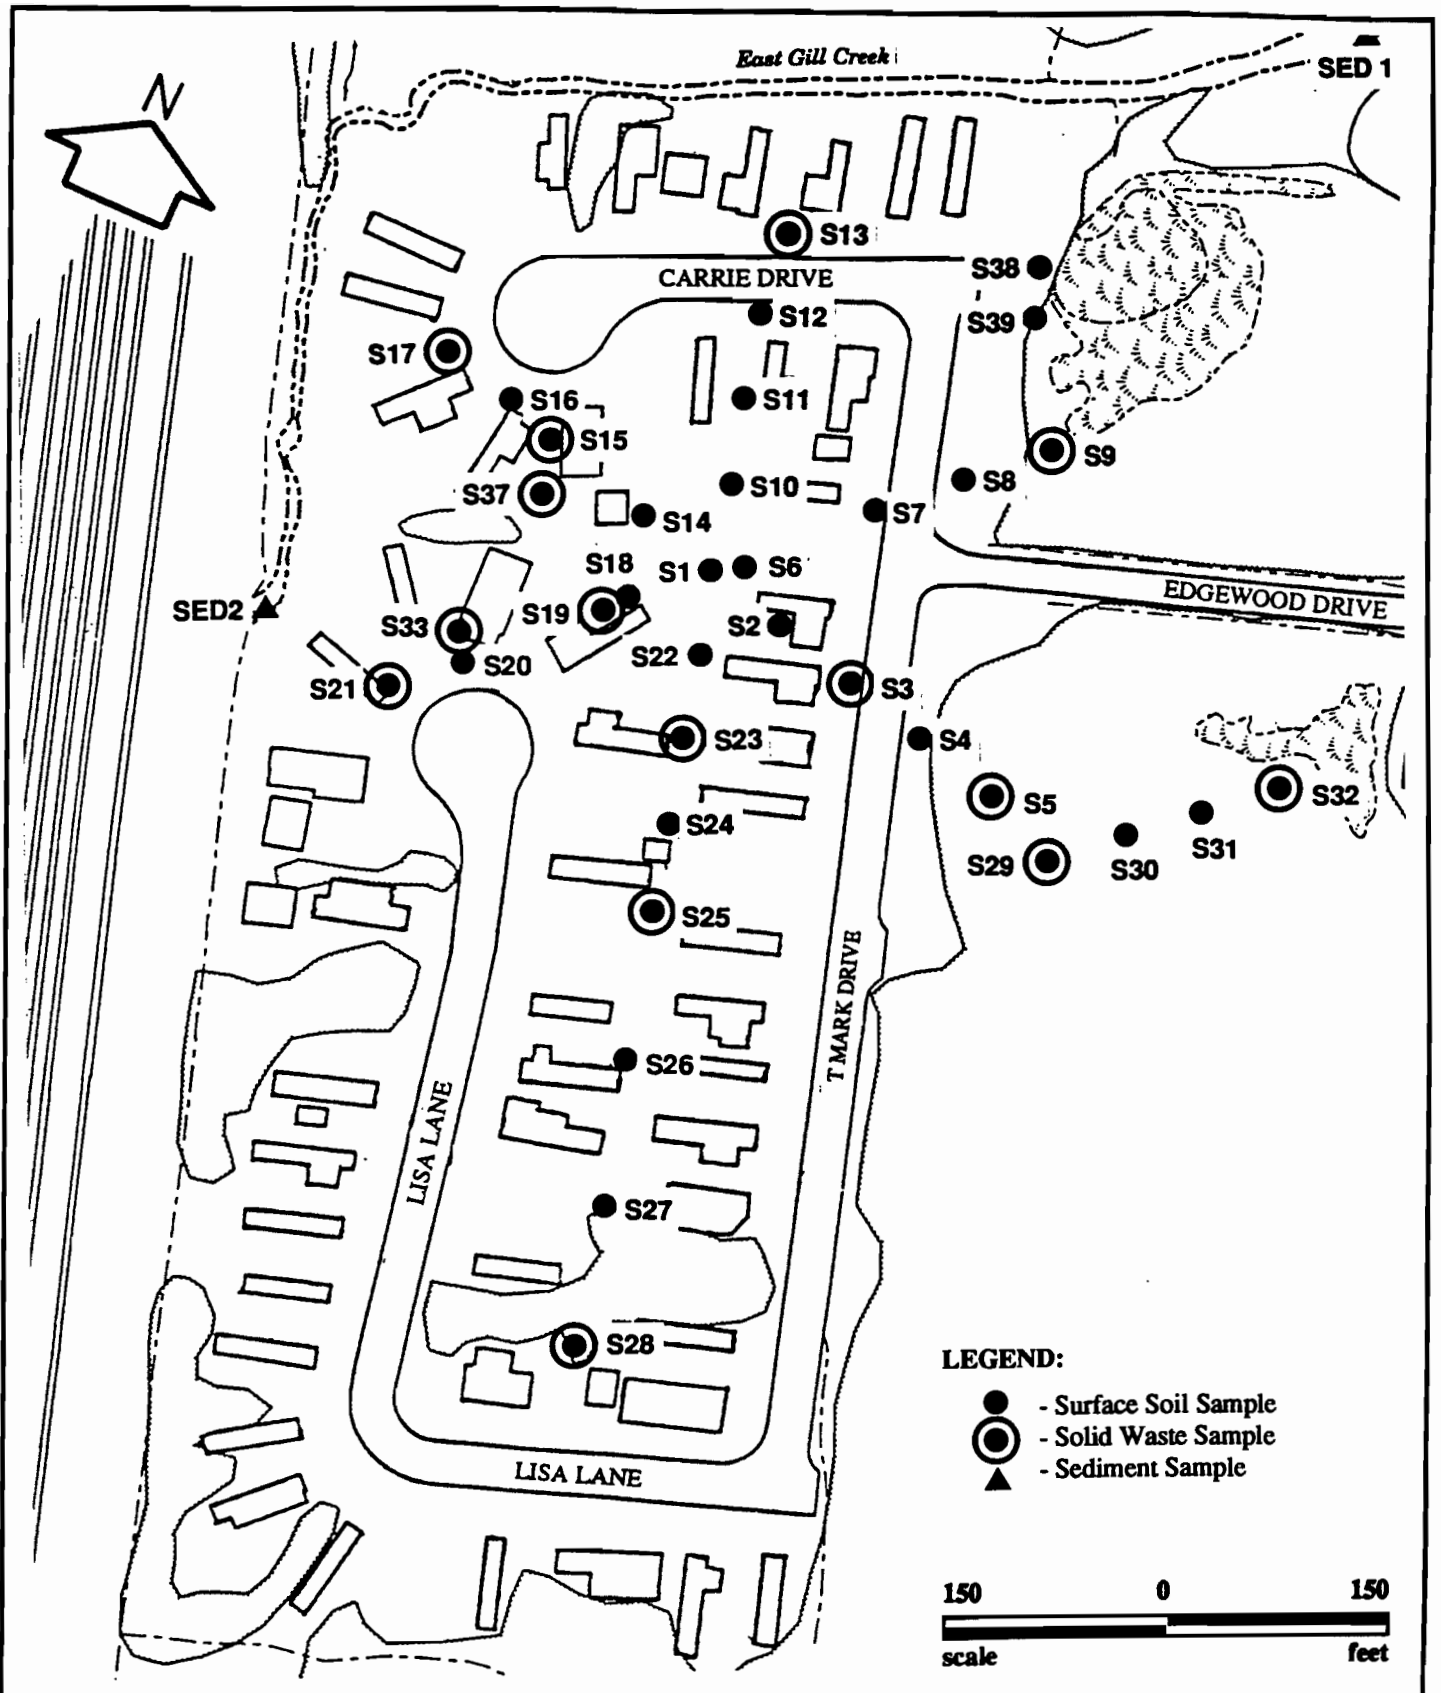 East Gill Creek
SED 1
N
S13
CARRIE DRIVE
S38
S12
S39
S17
S16
S11
S15
S9
S37
S10
S8
S14
S7
S18
S1
S6
EDGEWOOD DRIVE
SED2
S33
S19
S2
S22
S20
S21
S3
S23
S4
S5
S32
S24
S31
S29
S30
S25
T MARK DRIVE
S26
LISA LANE
S27
S28
LEGEND:
- Surface Soil Sample
- Solid Waste Sample
- Sediment Sample
LISA LANE
150 0 150
scale feet